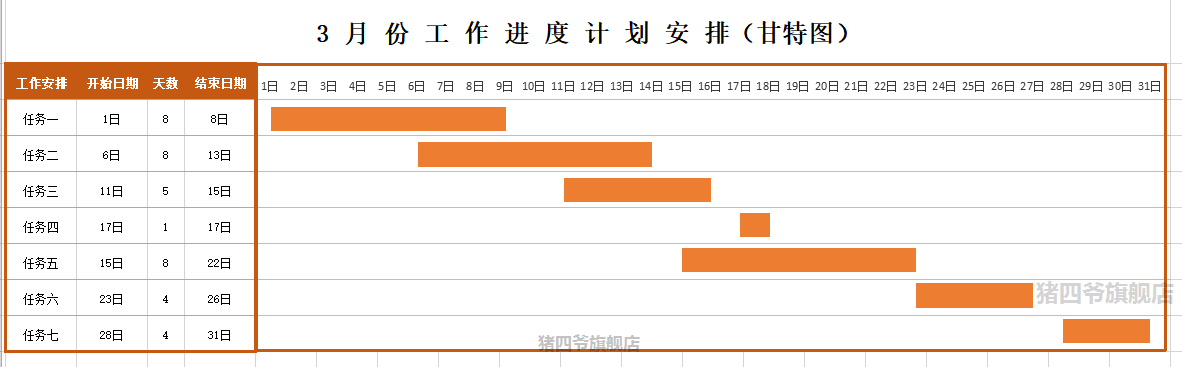 3 月 份 工 作 进 度 计 划 安 排（甘特图）
工作安排 开始日期 天数 结束日期 1日 2日 3日 4日 5日 6日 7日 8日 9日 10日 11日 12日 13日 14日 15日 16日 17日 18日 19日 20日 21日 22日 23日 24日 25日 26日 27日 28日 29日 30日 31日
任务一 1日 8 8日
任务二 6日 8 13日
任务三 11日 5 15日
任务四 17日 1 17日
任务五 15日 8 22日
任务六 23日 4 26日 猪四爷旗舰店
任务七 28日 4 31日
猪四爷旗舰店